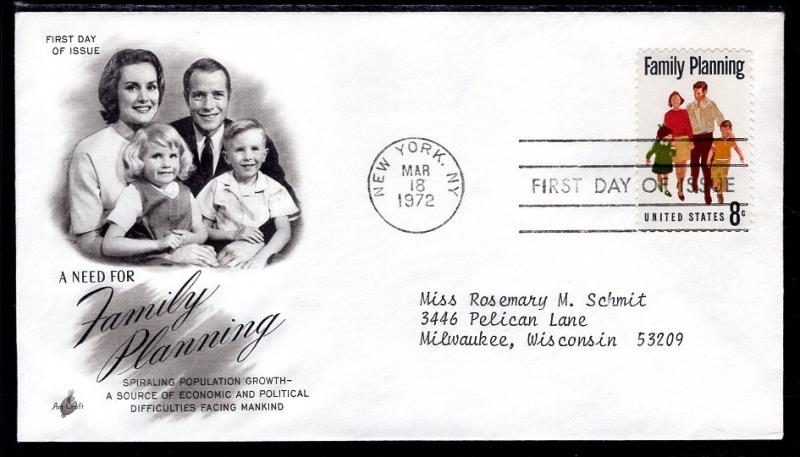 FIRST DAY
OF ISSUE
A NEED FOR
Family
Planning
SPIRALING POPULATION GROWTH-
A SOURCE OF ECONOMIC AND POLITICAL
DIFFICULTIES FACING MANKIND
Art Craft
NEW YORK, NY
MAR
18
1972
FIRST DAY OF ISSUE
Family Planning
UNITED STATES 8c
Miss Rosemary M. Schmit
3446 Pelican Lane
Milwaukee, Wisconsin 53209